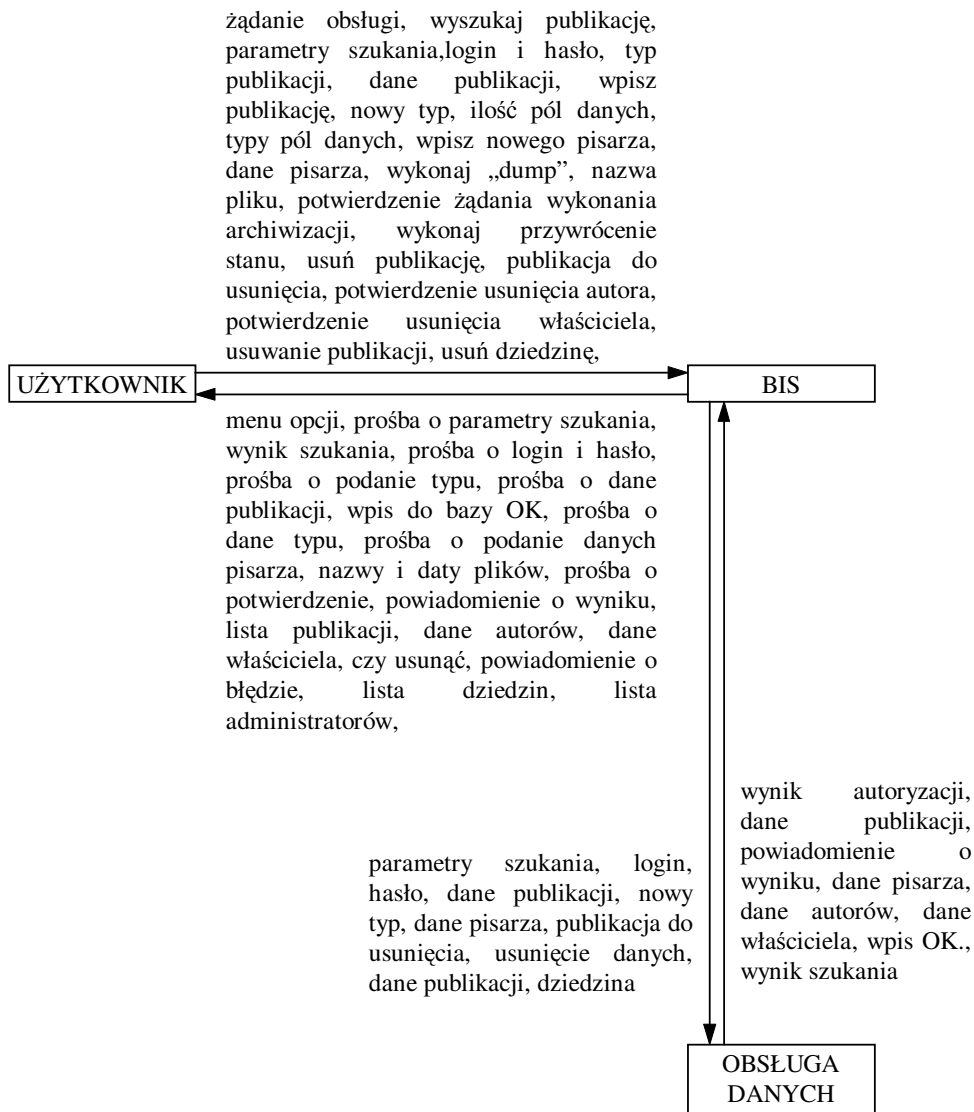 żądanie obsługi, wyszukaj publikację,
parametry szukania,login i hasło, typ
publikacji, dane publikacji, wpisz
publikację, nowy typ, ilość pól danych,
typy pól danych, wpisz nowego pisarza,
dane pisarza, wykonaj „dump”, nazwa
pliku, potwierdzenie żądania wykonania
archiwizacji, wykonaj przywrócenie
stanu, usuń publikację, publikacja do
usunięcia, potwierdzenie usunięcia autora,
potwierdzenie usunięcia właściciela,
usuwanie publikacji, usuń dziedzinę,
UŻYTKOWNIK
BIS
menu opcji, prośba o parametry szukania,
wynik szukania, prośba o login i hasło,
prośba o podanie typu, prośba o dane
publikacji, wpis do bazy OK, prośba o
dane typu, prośba o podanie danych
pisarza, nazwy i daty plików, prośba o
potwierdzenie, powiadomienie o wyniku,
lista publikacji, dane autorów, dane
właściciela, czy usunąć, powiadomienie o
błędzie, lista dziedzin, lista
administratorów,
parametry szukania, login,
hasło, dane publikacji, nowy
typ, dane pisarza, publikacja do
usunięcia, usunięcie danych,
dane publikacji, dziedzina
wynik autoryzacji,
dane publikacji,
powiadomienie o
wyniku, dane pisarza,
dane autorów, dane
właściciela, wpis OK.,
wynik szukania
OBSŁUGA
DANYCH